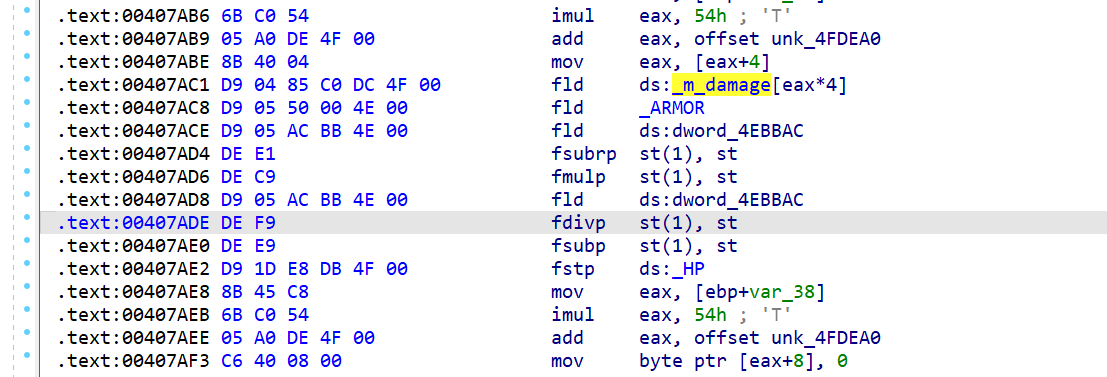 .text:00407AB6 6B C0 54 imul eax, 54h ; 'T'
.text:00407AB9 05 A0 DE 4F 00 add eax, offset unk_4FDEA0
.text:00407ABE 8B 40 04 mov eax, [eax+4]
.text:00407AC1 D9 04 85 C0 DC 4F 00 fld ds:_m_damage[eax*4]
.text:00407AC8 D9 05 50 00 4E 00 fld _ARMOR
.text:00407ACE D9 05 AC BB 4E 00 fld ds:dword_4EBBAC
.text:00407AD4 DE E1 fsubrp st(1), st
.text:00407AD6 DE C9 fmulp st(1), st
.text:00407AD8 D9 05 AC BB 4E 00 fld ds:dword_4EBBAC
.text:00407ADE DE F9 fdivp st(1), st
.text:00407AE0 DE E9 fsubp st(1), st
.text:00407AE2 D9 1D E8 DB 4F 00 fstp ds:_HP
.text:00407AE8 8B 45 C8 mov eax, [ebp+var_38]
.text:00407AEB 6B C0 54 imul eax, 54h ; 'T'
.text:00407AEE 05 A0 DE 4F 00 add eax, offset unk_4FDEA0
.text:00407AF3 C6 40 08 00 mov byte ptr [eax+8], 0